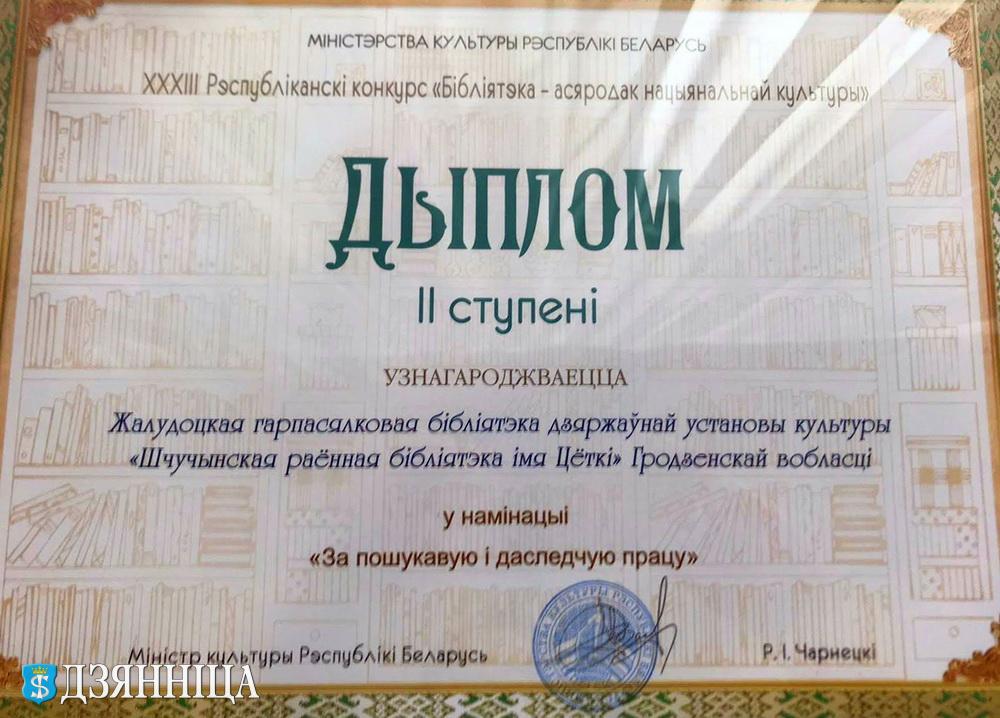 МІНІСТЭРСТВА КУЛЬТУРЫ РЭСПУБЛІКІ БЕЛАРУСЬ
XXXIII Рэспубліканскі конкурс «Бібліятэка - асяродак нацыянальнай культуры»
Дыплом
II ступені
УЗНАГАРОДЖВАЕЦЦА
Жалудоцкая гарпасялковая бібліятэка дзяржаўнай установы культуры
«Шчучынская раённая бібліятэка імя Цёткі» Гродзенскай вобласці
у намінацыі
«За пошукавую і даследчую працу»
Міністр культуры Рэспублікі Беларусь
Р. І. Чарнецкі
ДЗЯННІЦА